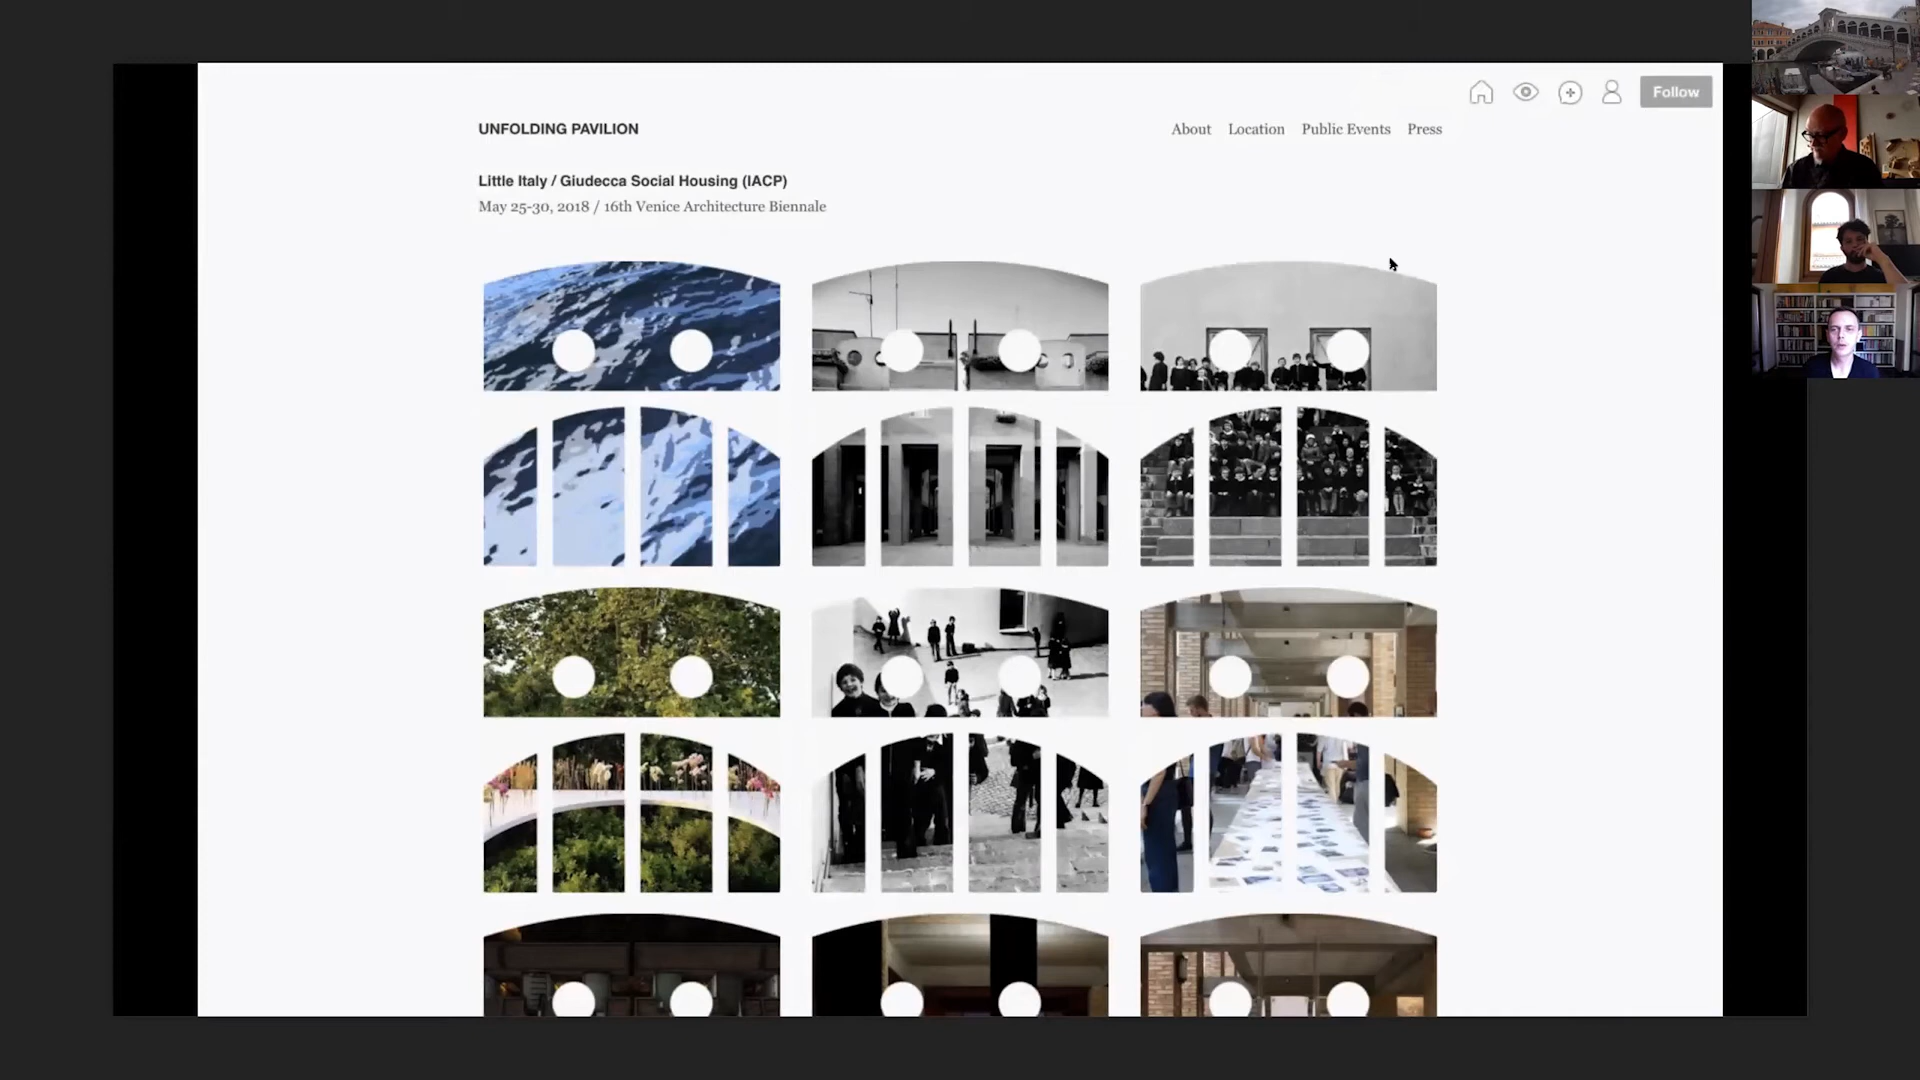 Follow
UNFOLDING PAVILION
About Location Public Events Press
Little Italy / Giudecca Social Housing (IACP)
May 25-30, 2018 / 16th Venice Architecture Biennale